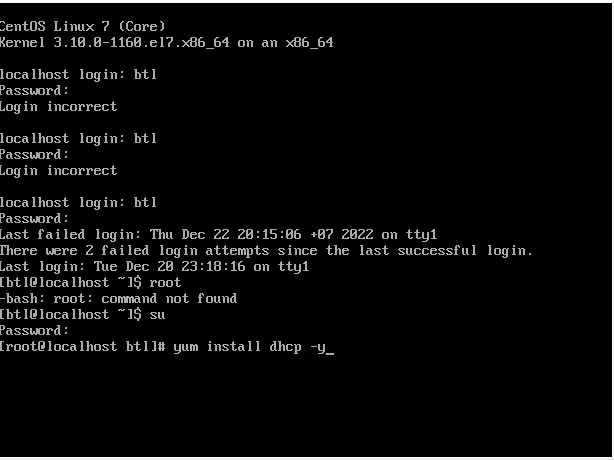 CentOS Linux 7 (Core)
Kernel 3.10.0-1160.el7.x86_64 on an x86_64
localhost login: btl
Password:
Login incorrect
localhost login: btl
Password:
Login incorrect
localhost login: btl
Password:
Last failed login: Thu Dec 22 20:15:06 +07 2022 on tty1
There were 2 failed login attempts since the last successful login.
Last login: Tue Dec 20 23:18:16 on tty1
[btl@localhost ~]$ root
-bash: root: command not found
[btl@localhost ~]$ su
Password:
[root@localhost btl]# yum install dhcp -y_